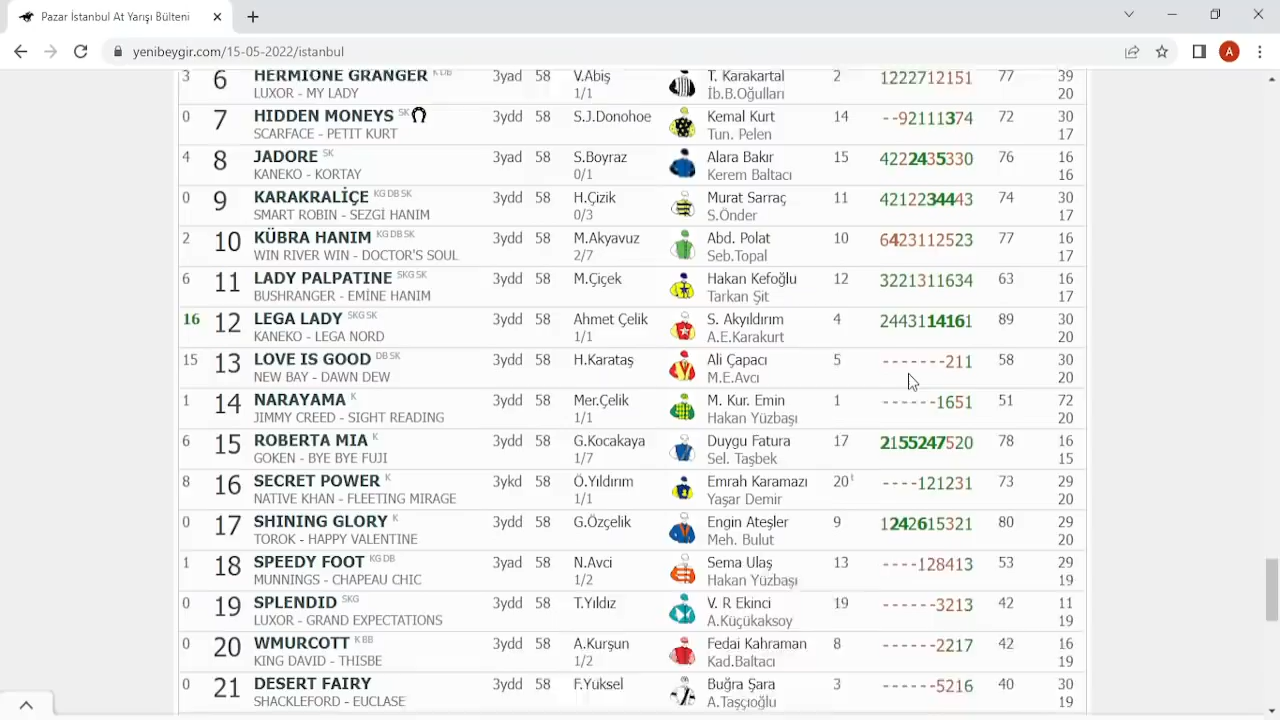 Pazar İstanbul At Yarışı Bülteni
yenibeygir.com/15-05-2022/istanbul
A
3 6 HERMIONE GRANGER K DB 3yad 58 V.Abiş T. Karakartal 2 1222712151 77 39
LUXOR - MY LADY 1/1 İb.B.Oğulları 20
0 7 HIDDEN MONEYS SK 3ydd 58 S.J.Donohoe Kemal Kurt 14 --92111374 72 30
SCARFACE - PETIT KURT Tun. Pelen 17
4 8 JADORE SK 3yad 58 S.Boyraz Alara Bakır 15 4222435330 76 16
KANEKO - KORTAY 0/1 Kerem Baltacı 16
0 9 KARAKRALİÇE KG DB SK 3ydd 58 H.Çizik Murat Sarraç 11 4212234443 74 30
SMART ROBIN - SEZGİ HANIM 0/3 S.Önder 17
2 10 KÜBRA HANIM KG DB SK 3ydd 58 M.Akyavuz Abd. Polat 10 6423112523 77 16
WIN RIVER WIN - DOCTOR'S SOUL 2/7 Seb.Topal 17
6 11 LADY PALPATINE SKG SK 3ydd 58 M.Çiçek Hakan Kefoğlu 12 3221311634 63 16
BUSHRANGER - EMİNE HANIM Tarkan Şit 17
16 12 LEGA LADY SKG SK 3ydd 58 Ahmet Çelik S. Akyıldırım 4 2443114161 89 30
KANEKO - LEGA NORD 1/1 A.E.Karakurt 20
15 13 LOVE IS GOOD DB SK 3ydd 58 H.Karataş Ali Çapacı 5 -------211 58 30
NEW BAY - DAWN DEW M.E.Avcı 20
1 14 NARAYAMA K 3ydd 58 Mer.Çelik M. Kur. Emin 1 ------1651 51 72
JIMMY CREED - SIGHT READING 1/1 Hakan Yüzbaşı 20
6 15 ROBERTA MIA K 3ydd 58 G.Kocakaya Duygu Fatura 17 2155247520 78 16
GOKEN - BYE BYE FUJI 1/7 Sel. Taşbek 15
8 16 SECRET POWER K 3ykd 58 Ö.Yıldırım Emrah Karamazı 20t ----121231 73 29
NATIVE KHAN - FLEETING MIRAGE 1/1 Yaşar Demir 20
0 17 SHINING GLORY K 3ydd 58 G.Özçelik Engin Ateşler 9 1242615321 80 29
TOROK - HAPPY VALENTINE Meh. Bulut 20
1 18 SPEEDY FOOT KG DB 3yad 58 N.Avci Sema Ulaş 13 ----128413 53 29
MUNNINGS - CHAPEAU CHIC 1/2 Hakan Yüzbaşı 19
0 19 SPLENDID SKG 3ydd 58 T.Yıldız V. R Ekinci 19 ------3213 42 11
LUXOR - GRAND EXPECTATIONS A.Küçükaksoy 19
0 20 WMURCOTT K BB 3ydd 58 A.Kurşun Fedai Kahraman 8 ------2217 42 16
KING DAVID - THISBE 1/2 Kad.Baltacı 19
0 21 DESERT FAIRY 3ydd 58 F.Yüksel Buğra Şara 3 ------5216 40 30
SHACKLEFORD - EUCLASE A.Taşçıoğlu 19